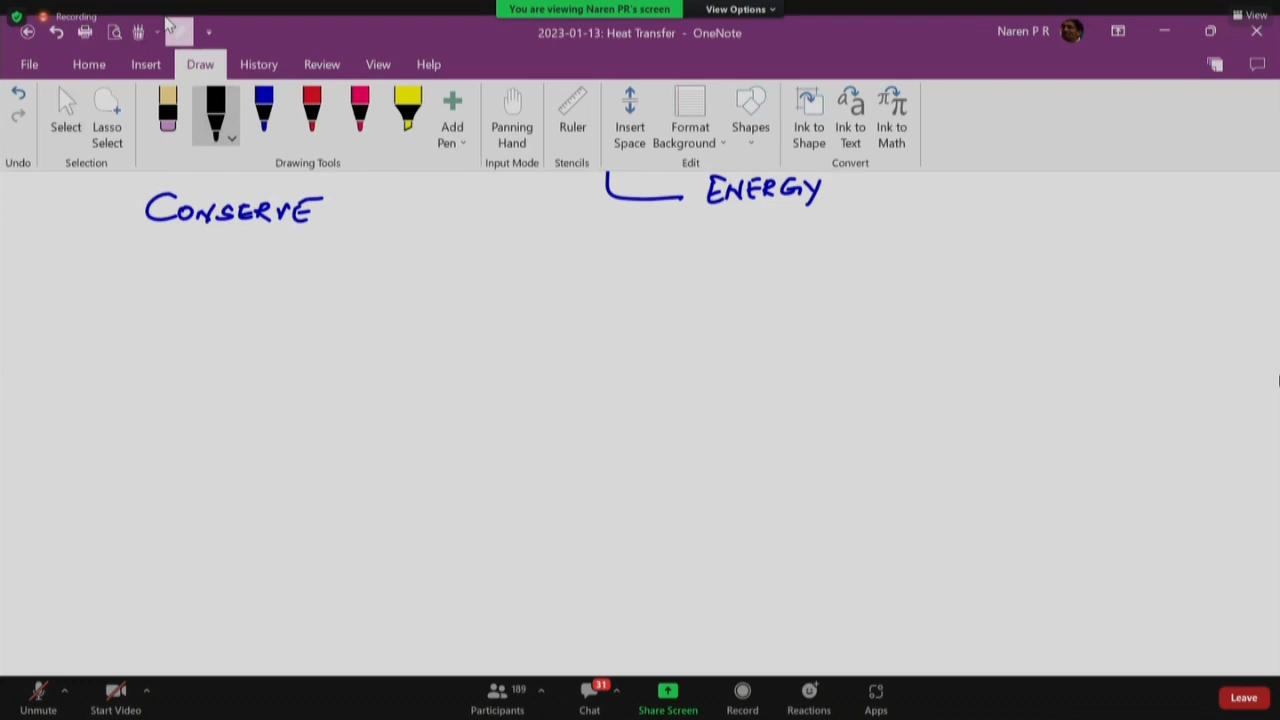 Recording
You are viewing Naren PR's screen
View Options
View
2023-01-13: Heat Transfer - OneNote
Naren P R
File Home Insert Draw History Review View Help
Undo
Select
Lasso Select
Selection
Drawing Tools
Add Pen
Panning Hand
Input Mode
Ruler
Stencils
Insert Space
Format Background
Shapes
Edit
Ink to Shape
Ink to Text
Ink to Math
Convert
ENERGY
CONSERVE
Unmute
Start Video
Participants 189
Chat 31
Share Screen
Record
Reactions
Apps
Leave